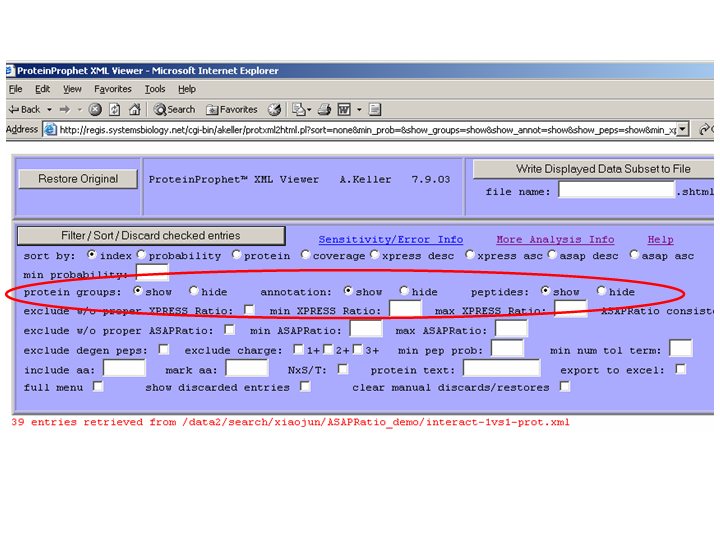 ProteinProphet XML Viewer - Microsoft Internet Explorer
File Edit View Favorites Tools Help
Back Search Favorites
Address http://regis.systemsbiology.net/cgi-bin/akeller/protxml2html.pl?sort=none&min_prob=&show_groups=show&show_annot=show&show_peps=show&min_xp
Restore Original ProteinProphet™ XML Viewer A.Keller 7.9.03 Write Displayed Data Subset to File
file name: .shtml
Filter / Sort / Discard checked entries Sensitivity/Error Info More Analysis Info Help
sort by: index probability protein coverage xpress desc xpress asc asap desc asap asc
min probability:
protein groups: show hide annotation: show hide peptides: show hide
exclude w/o proper XPRESS Ratio: min XPRESS Ratio: max XPRESS Ratio: ASAPRatio consiste
exclude w/o proper ASAPRatio: min ASAPRatio: max ASAPRatio:
exclude degen peps: exclude charge: 1+ 2+ 3+ min pep prob: min num tol term:
include aa: mark aa: NxS/T: protein text: export to excel:
full menu show discarded entries clear manual discards/restores
39 entries retrieved from /data2/search/xiaojun/ASAPRatio_demo/interact-1vs1-prot.xml